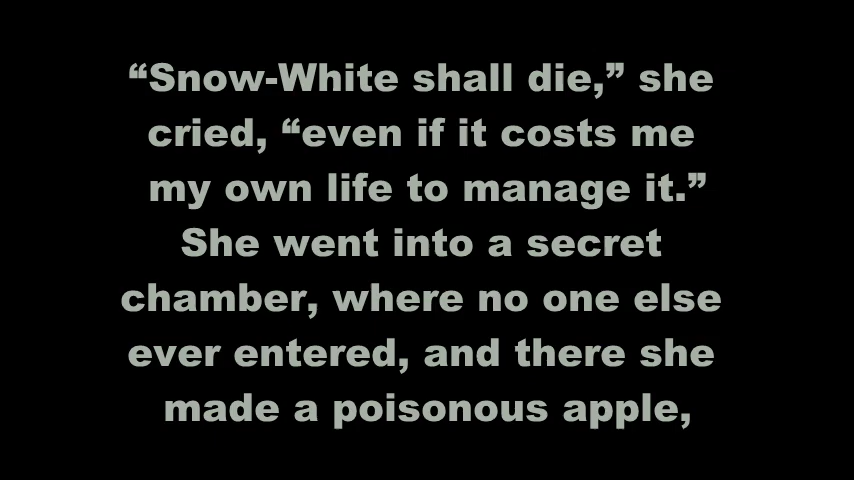 “Snow-White shall die,” she
cried, “even if it costs me
my own life to manage it.”
She went into a secret
chamber, where no one else
ever entered, and there she
made a poisonous apple,